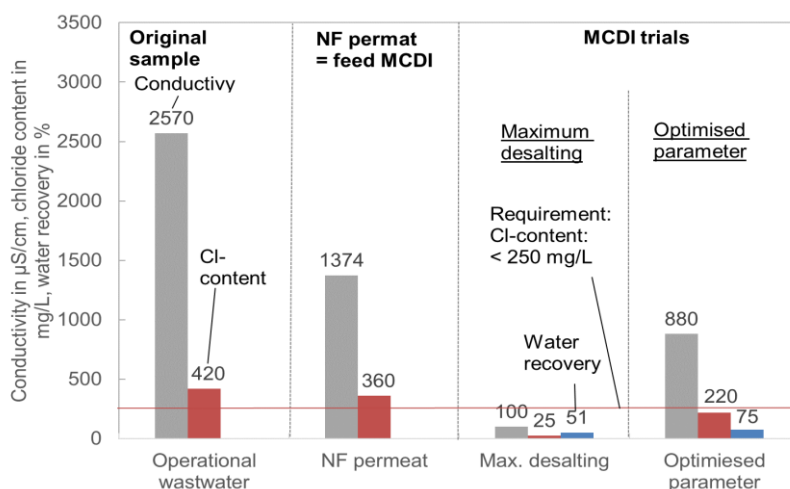 Conductivity in µS/cm, chloride content in
mg/L, water recovery in %
3500
3000
2500
2000
1500
1000
500
0
Original
sample
Conductivy
2570
Cl-
content
420
NF permat
= feed MCDI
1374
360
MCDI trials
Maximum
desalting
Optimised
parameter
Requirement:
Cl-content:
< 250 mg/L
Water
recovery
100
25
51
880
220
75
Operational
wastwater
NF permeat
Max. desalting
Optimiesed
parameter